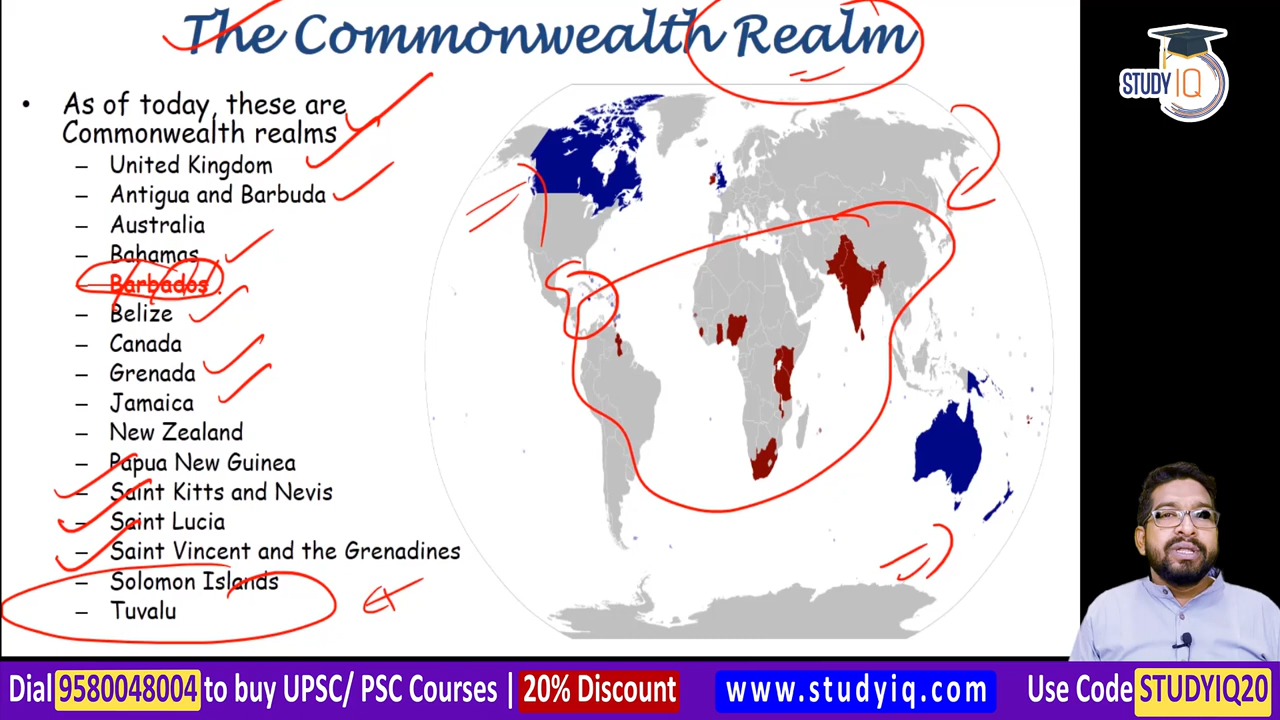 The Commonwealth Realm
STUDY IQ
• As of today, these are
Commonwealth realms
– United Kingdom
– Antigua and Barbuda
– Australia
– Bahamas
– Barbados
– Belize
– Canada
– Grenada
– Jamaica
– New Zealand
– Papua New Guinea
– Saint Kitts and Nevis
– Saint Lucia
– Saint Vincent and the Grenadines
– Solomon Islands
– Tuvalu
Dial 9580048004 to buy UPSC/ PSC Courses | 20% Discount www.studyiq.com Use Code STUDYIQ20